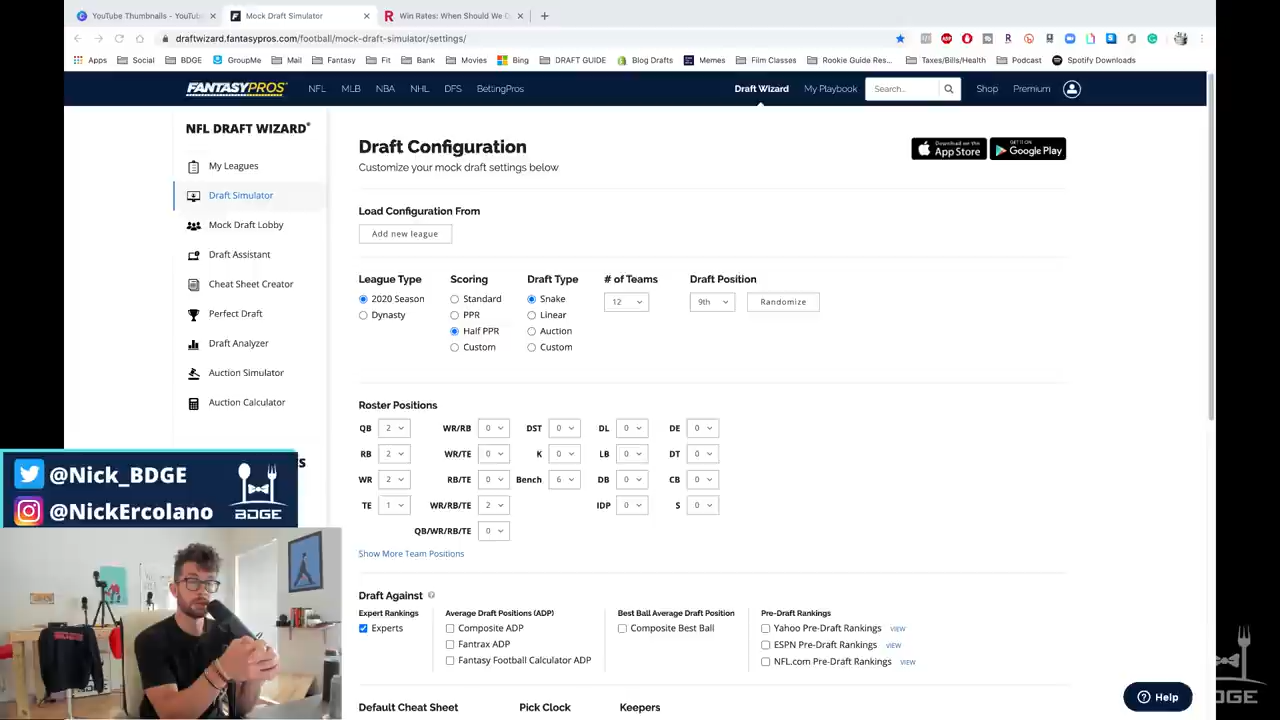 YouTube Thumbnails - YouTub
Mock Draft Simulator
Win Rates: When Should We D
draftwizard.fantasypros.com/football/mock-draft-simulator/settings/
Apps
Social
BDGE
GroupMe
Mail
Fantasy
Fit
Bank
Movies
Bing
DRAFT GUIDE
Blog Drafts
Memes
Film Classes
Rookie Guide Res...
Taxes/Bills/Health
Podcast
Spotify Downloads
FANTASYPROS
NFL
MLB
NBA
NHL
DFS
BettingPros
Draft Wizard
My Playbook
Search...
Shop
Premium
NFL DRAFT WIZARD®
My Leagues
Draft Simulator
Mock Draft Lobby
Draft Assistant
Cheat Sheet Creator
Perfect Draft
Draft Analyzer
Auction Simulator
Auction Calculator
Draft Configuration
Customize your mock draft settings below
Download on the App Store
GET IT ON Google Play
Load Configuration From
Add new league
League Type
2020 Season
Dynasty
Scoring
Standard
PPR
Half PPR
Custom
Draft Type
Snake
Linear
Auction
Custom
# of Teams
12
Draft Position
9th
Randomize
Roster Positions
QB 2 WR/RB 0 DST 0 DL 0 DE 0
RB 2 WR/TE 0 K 0 LB 0 DT 0
WR 2 RB/TE 0 Bench 6 DB 0 CB 0
TE 1 WR/RB/TE 2 IDP 0 S 0
QB/WR/RB/TE 0
Show More Team Positions
Draft Against
Expert Rankings
Experts
Average Draft Positions (ADP)
Composite ADP
Fantrax ADP
Fantasy Football Calculator ADP
Best Ball Average Draft Position
Composite Best Ball
Pre-Draft Rankings
Yahoo Pre-Draft Rankings VIEW
ESPN Pre-Draft Rankings VIEW
NFL.com Pre-Draft Rankings VIEW
Default Cheat Sheet
Pick Clock
Keepers
Help
@Nick_BDGE
@NickErcolano
BDGE